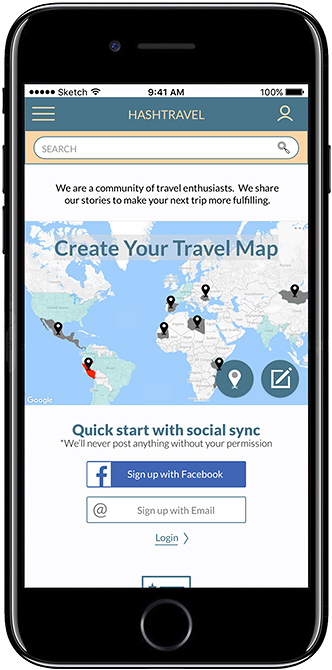 Sketch 9:41 AM 100%
HASHTRAVEL
SEARCH
We are a community of travel enthusiasts. We share
our stories to make your next trip more fulfilling.
Create Your Travel Map
Google
Quick start with social sync
*We'll never post anything without your permission
f Sign up with Facebook
@ Sign up with Email
Login >